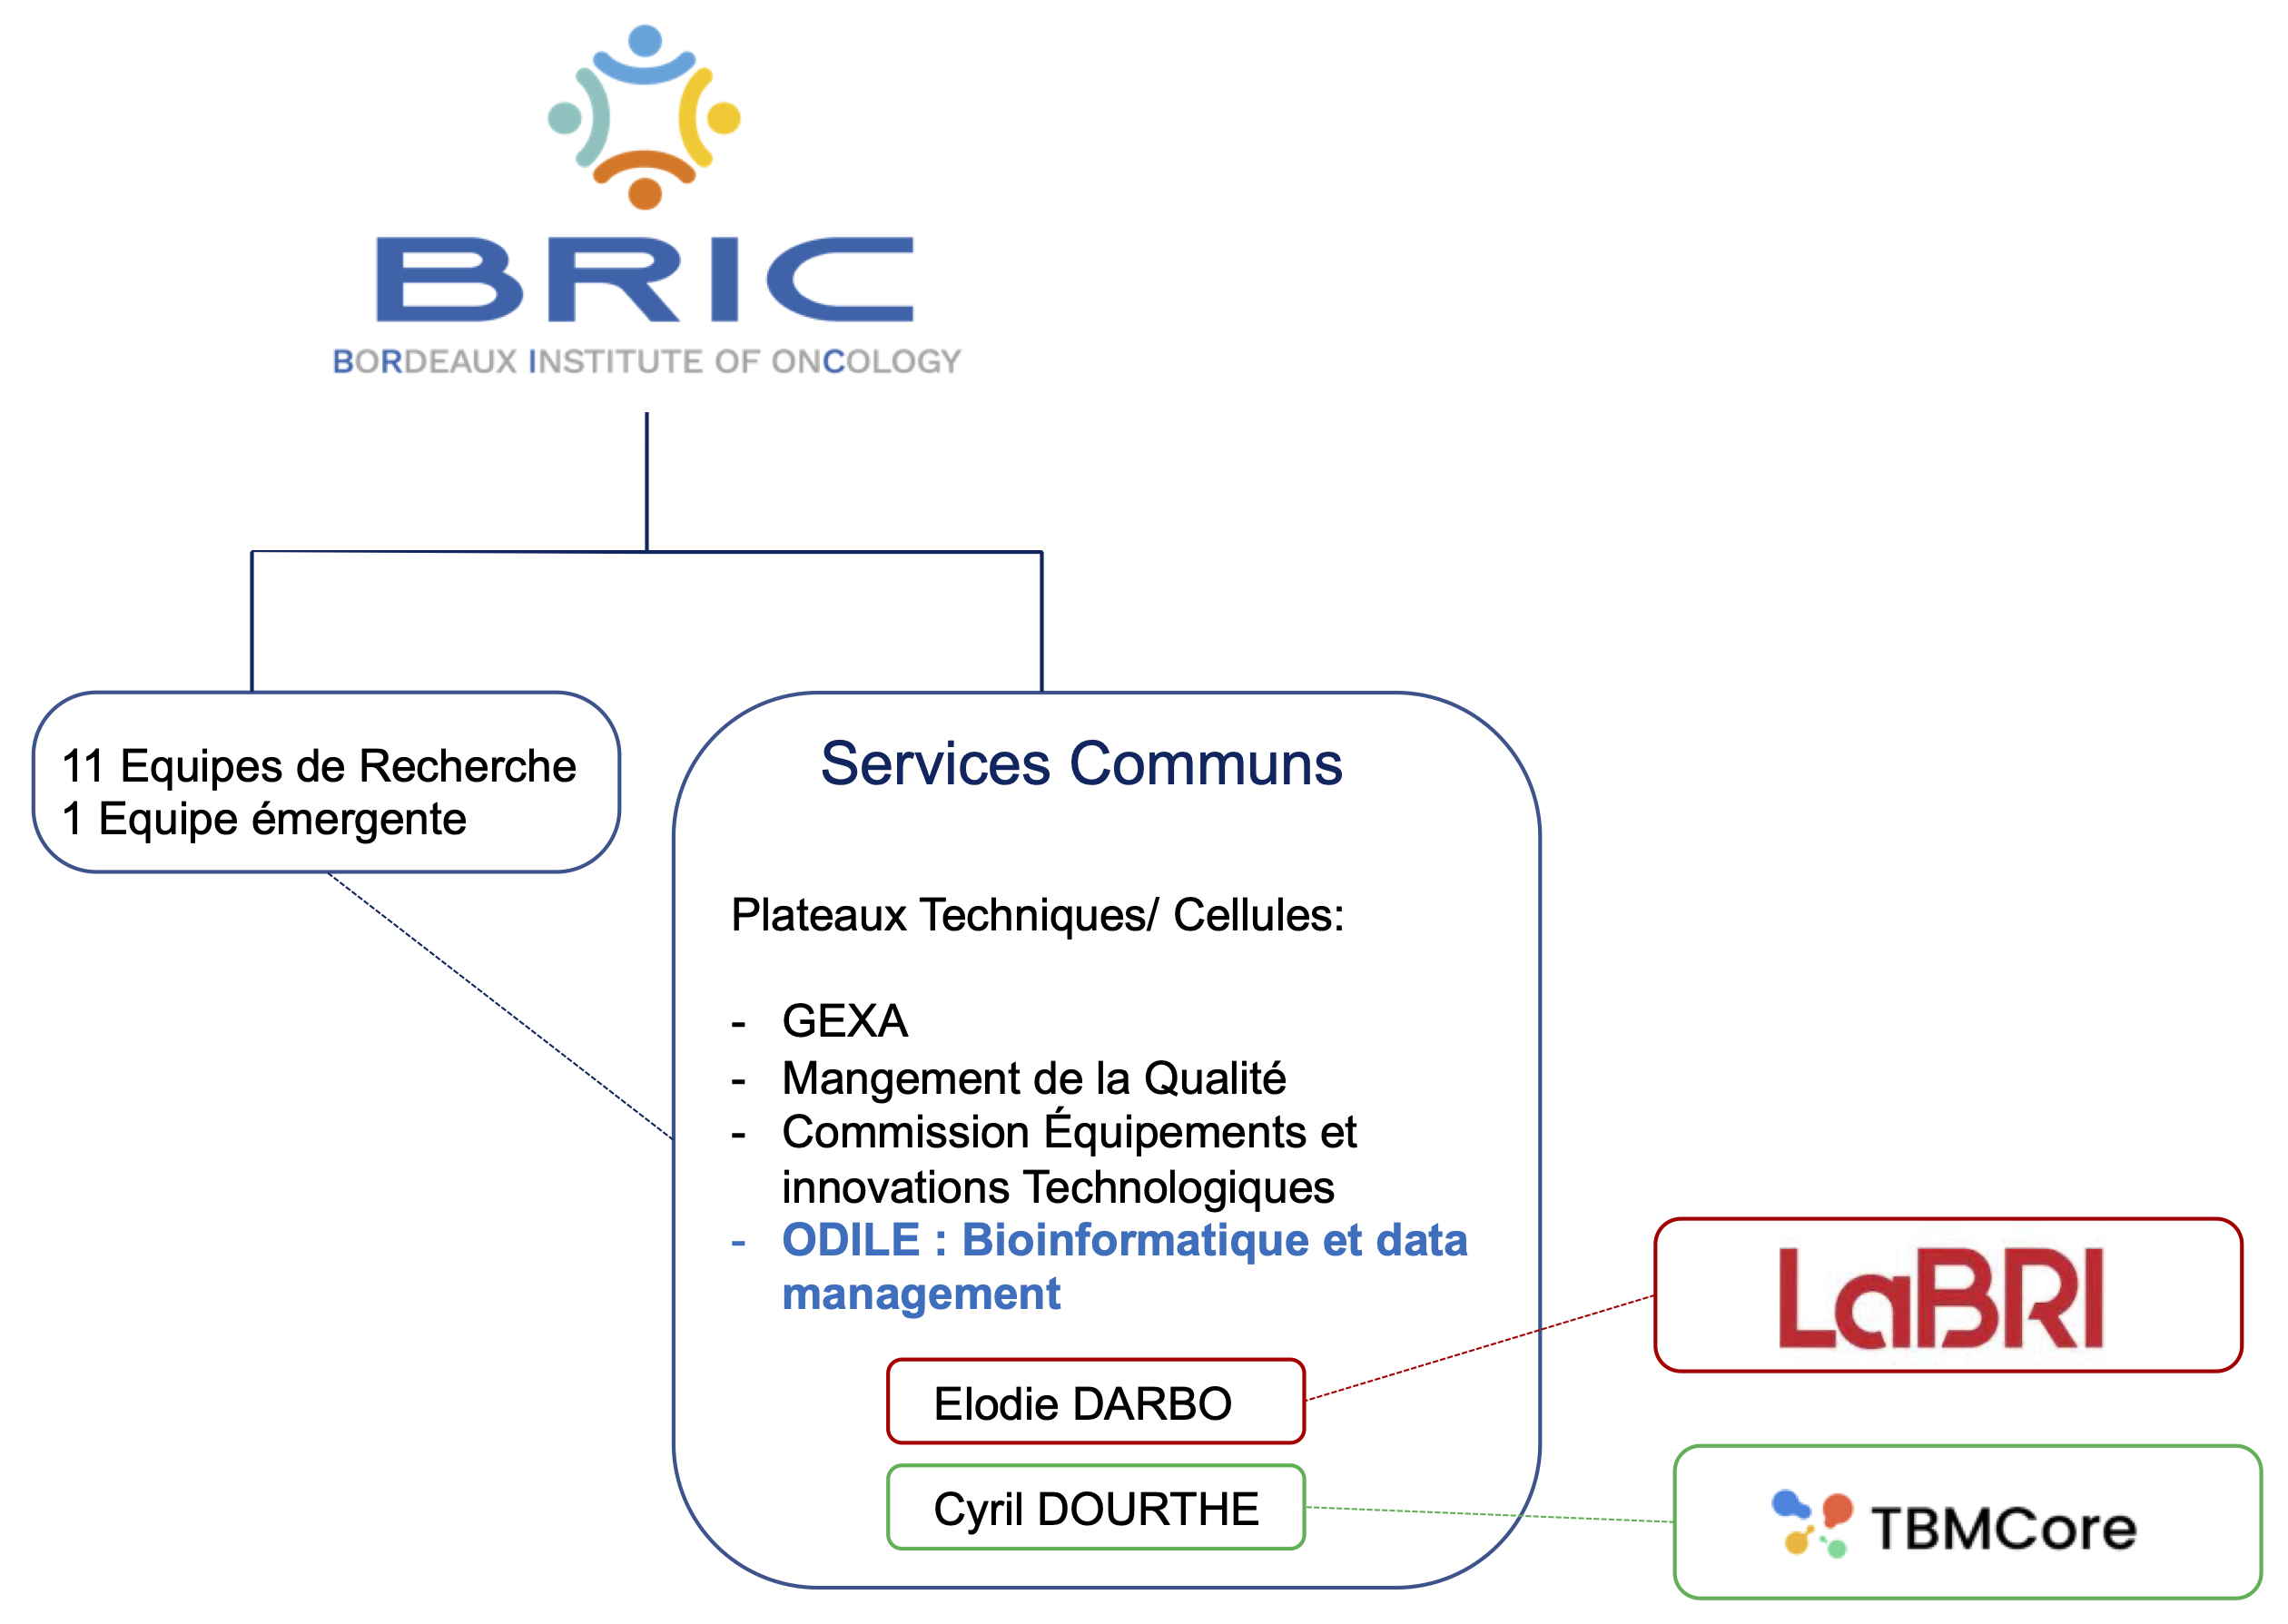 BRIC
BORDEAUX INSTITUTE OF ONCOLOGY
11 Equipes de Recherche
1 Equipe émergente
Services Communs
Plateaux Techniques/ Cellules:
- GEXA
- Mangement de la Qualité
- Commission Équipements et
innovations Technologiques
- ODILE : Bioinformatique et data
management
Elodie DARBO
Cyril DOURTHE
LaBRI
TBMCore